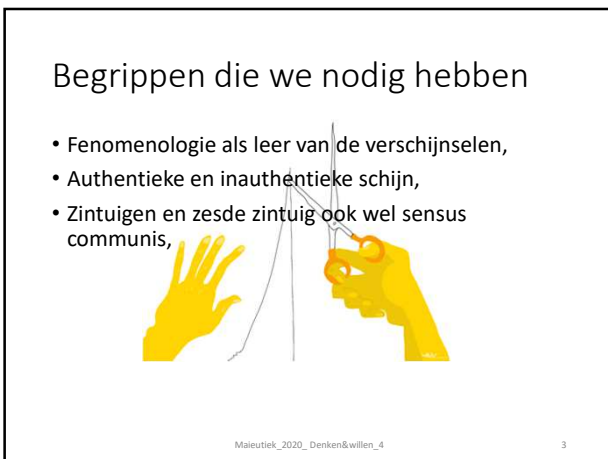 Begrippen die we nodig hebben
• Fenomenologie als leer van de verschijnselen,
• Authentieke en inauthentieke schijn,
• Zintuigen en zesde zintuig ook wel sensus
communis,
Maieutiek_2020_ Denken&willen_4
3